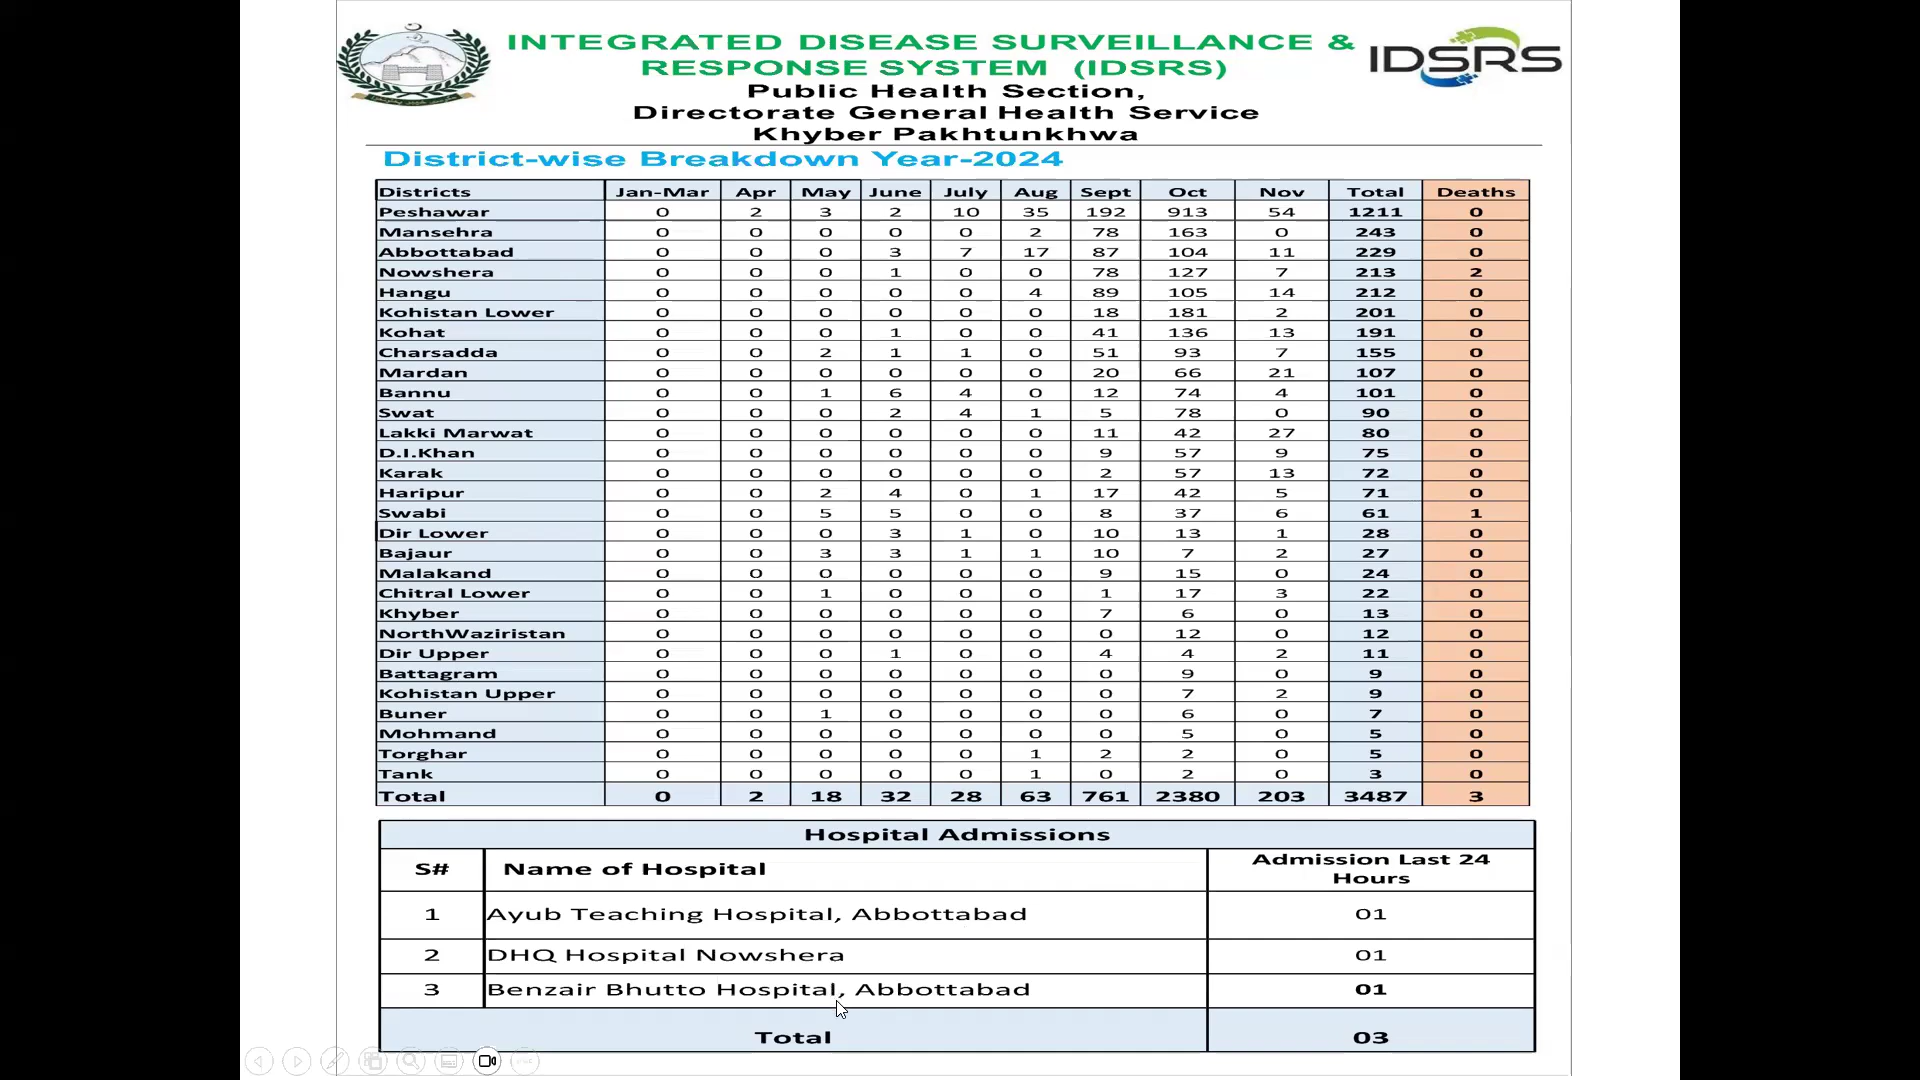 INTEGRATED DISEASE SURVEILLANCE &
RESPONSE SYSTEM (IDSRS)
IDSRS
Public Health Section,
Directorate General Health Service
Khyber Pakhtunkhwa
District-wise Breakdown Year-2024
Districts Jan-Mar Apr May June July Aug Sept Oct Nov Total Deaths
Peshawar 0 2 3 2 10 35 192 913 54 1211 0
Mansehra 0 0 0 0 0 2 78 163 0 243 0
Abbottabad 0 0 0 3 7 17 87 104 11 229 0
Nowshera 0 0 0 1 0 0 78 127 7 213 2
Hangu 0 0 0 0 0 4 89 105 14 212 0
Kohistan Lower 0 0 0 0 0 0 18 181 2 201 0
Kohat 0 0 0 1 0 0 41 136 13 191 0
Charsadda 0 0 2 1 1 0 51 93 7 155 0
Mardan 0 0 0 0 0 0 20 66 21 107 0
Bannu 0 0 1 6 4 0 12 74 4 101 0
Swat 0 0 0 2 4 1 5 78 0 90 0
Lakki Marwat 0 0 0 0 0 0 11 42 27 80 0
D.I.Khan 0 0 0 0 0 0 9 57 9 75 0
Karak 0 0 0 0 0 0 2 57 13 72 0
Haripur 0 0 2 4 0 1 17 42 5 71 0
Swabi 0 0 5 5 0 0 8 37 6 61 1
Dir Lower 0 0 0 3 1 0 10 13 1 28 0
Bajaur 0 0 3 3 1 1 10 7 2 27 0
Malakand 0 0 0 0 0 0 9 15 0 24 0
Chitral Lower 0 0 1 0 0 0 1 17 3 22 0
Khyber 0 0 0 0 0 0 7 6 0 13 0
NorthWaziristan 0 0 0 0 0 0 0 12 0 12 0
Dir Upper 0 0 0 1 0 0 4 4 2 11 0
Battagram 0 0 0 0 0 0 0 9 0 9 0
Kohistan Upper 0 0 0 0 0 0 0 7 2 9 0
Buner 0 0 1 0 0 0 0 6 0 7 0
Mohmand 0 0 0 0 0 0 0 5 0 5 0
Torghar 0 0 0 0 0 1 2 2 0 5 0
Tank 0 0 0 0 0 1 0 2 0 3 0
Total 0 2 18 32 28 63 761 2380 203 3487 3
Hospital Admissions
S# Name of Hospital Admission Last 24 Hours
1 Ayub Teaching Hospital, Abbottabad 01
2 DHQ Hospital Nowshera 01
3 Benzair Bhutto Hospital, Abbottabad 01
Total 03